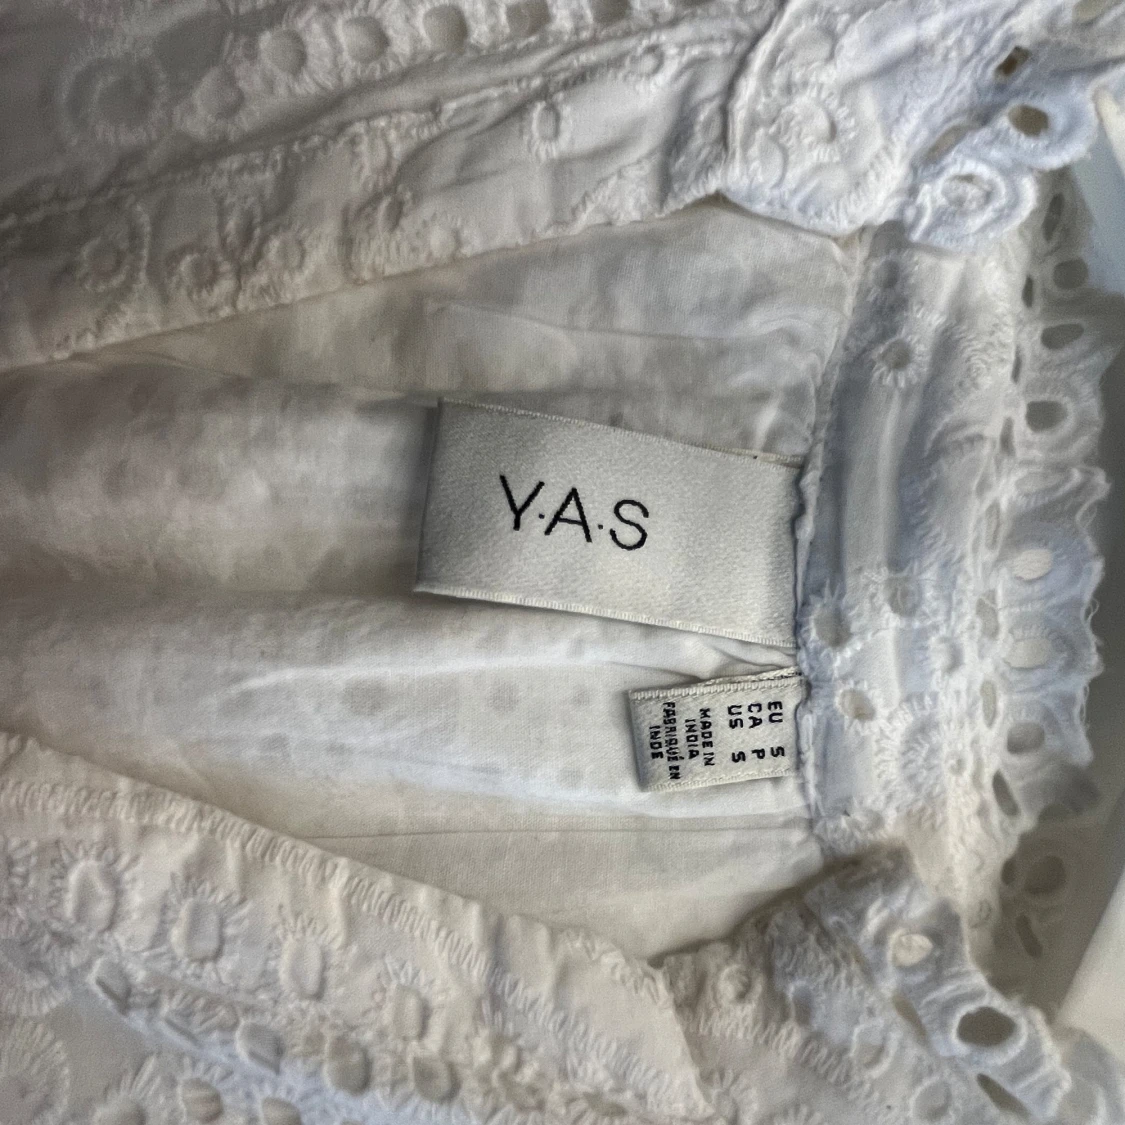 Y.A.S
EU S
CA P
US S
MADE IN
INDIA
FABRIQUÉ EN
INDE